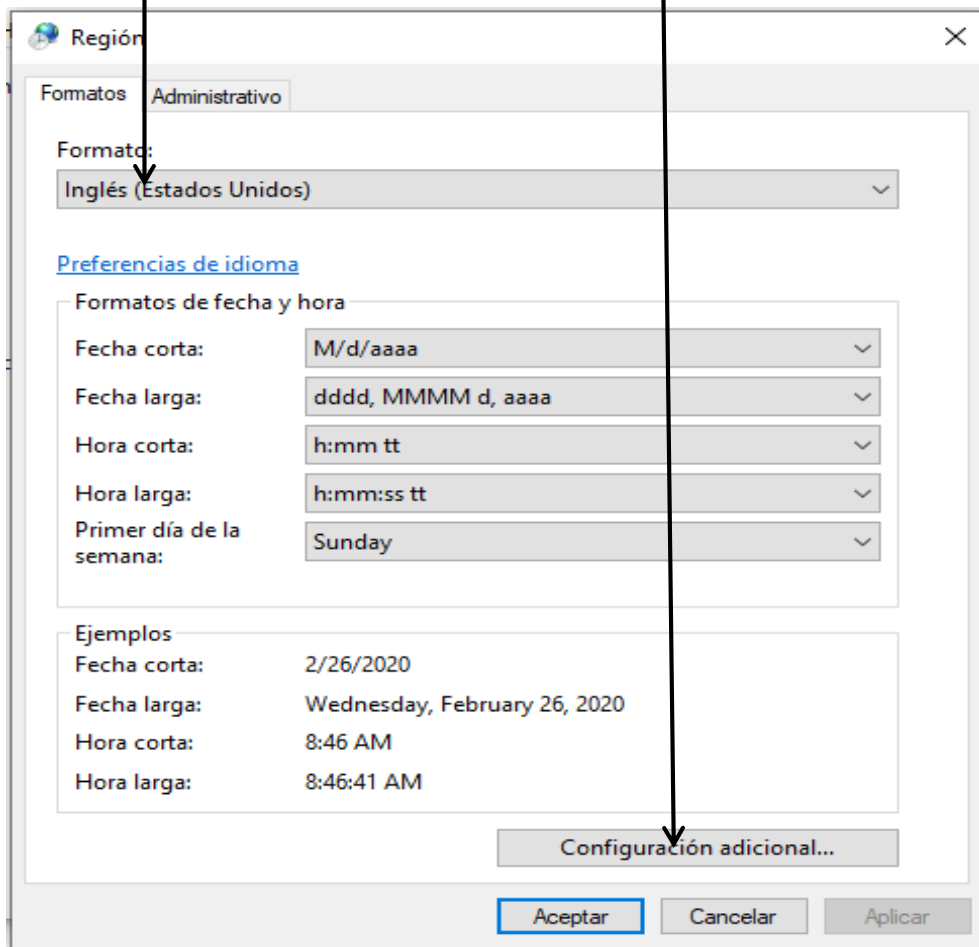 Región
Formatos Administrativo
Formato:
Inglés (Estados Unidos)
Preferencias de idioma
Formatos de fecha y hora
Fecha corta: M/d/aaaa
Fecha larga: dddd, MMMM d, aaaa
Hora corta: h:mm tt
Hora larga: h:mm:ss tt
Primer día de la
semana: Sunday
Ejemplos
Fecha corta: 2/26/2020
Fecha larga: Wednesday, February 26, 2020
Hora corta: 8:46 AM
Hora larga: 8:46:41 AM
Configuración adicional...
Aceptar Cancelar Aplicar